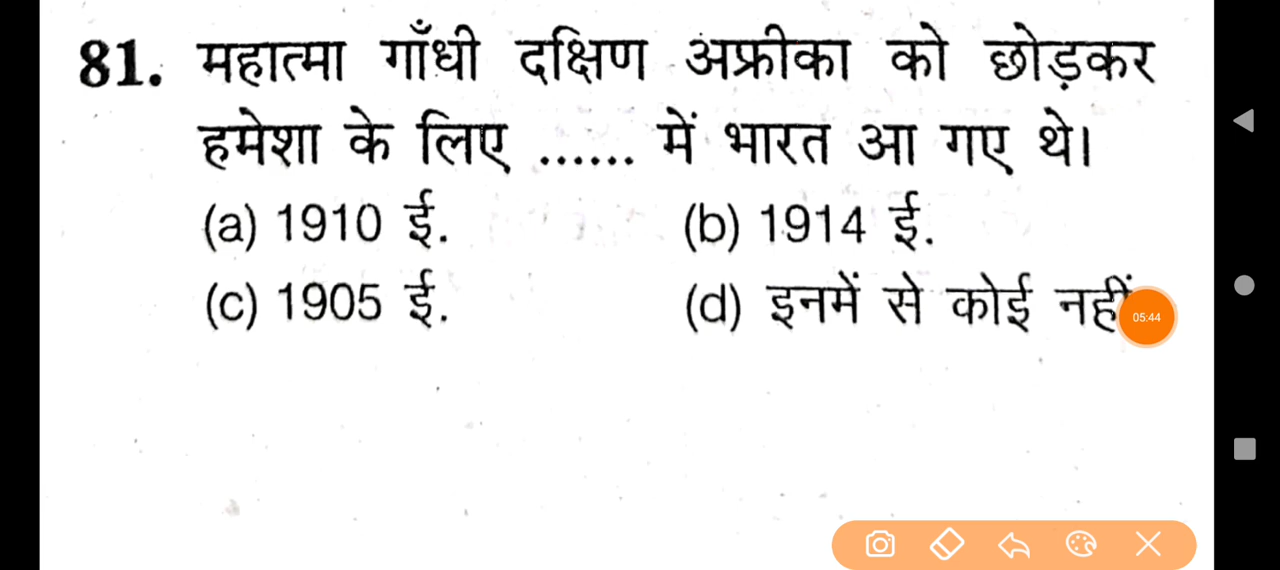 81. महात्मा गाँधी दक्षिण अफ्रीका को छोड़कर
हमेशा के लिए ...... में भारत आ गए थे।
(a) 1910 ई. (b) 1914 ई.
(c) 1905 ई. (d) इनमें से कोई नहीं
05:44